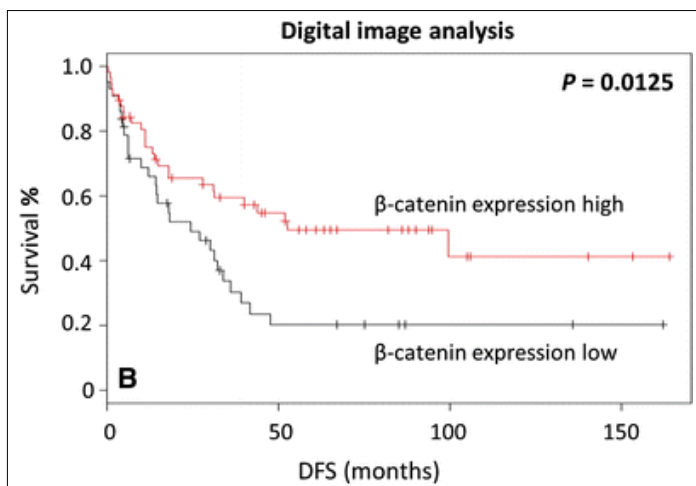 Digital image analysis
P = 0.0125
1.0
0.8
0.6
0.4
0.2
0
Survival %
β-catenin expression high
β-catenin expression low
B
0 50 100 150
DFS (months)